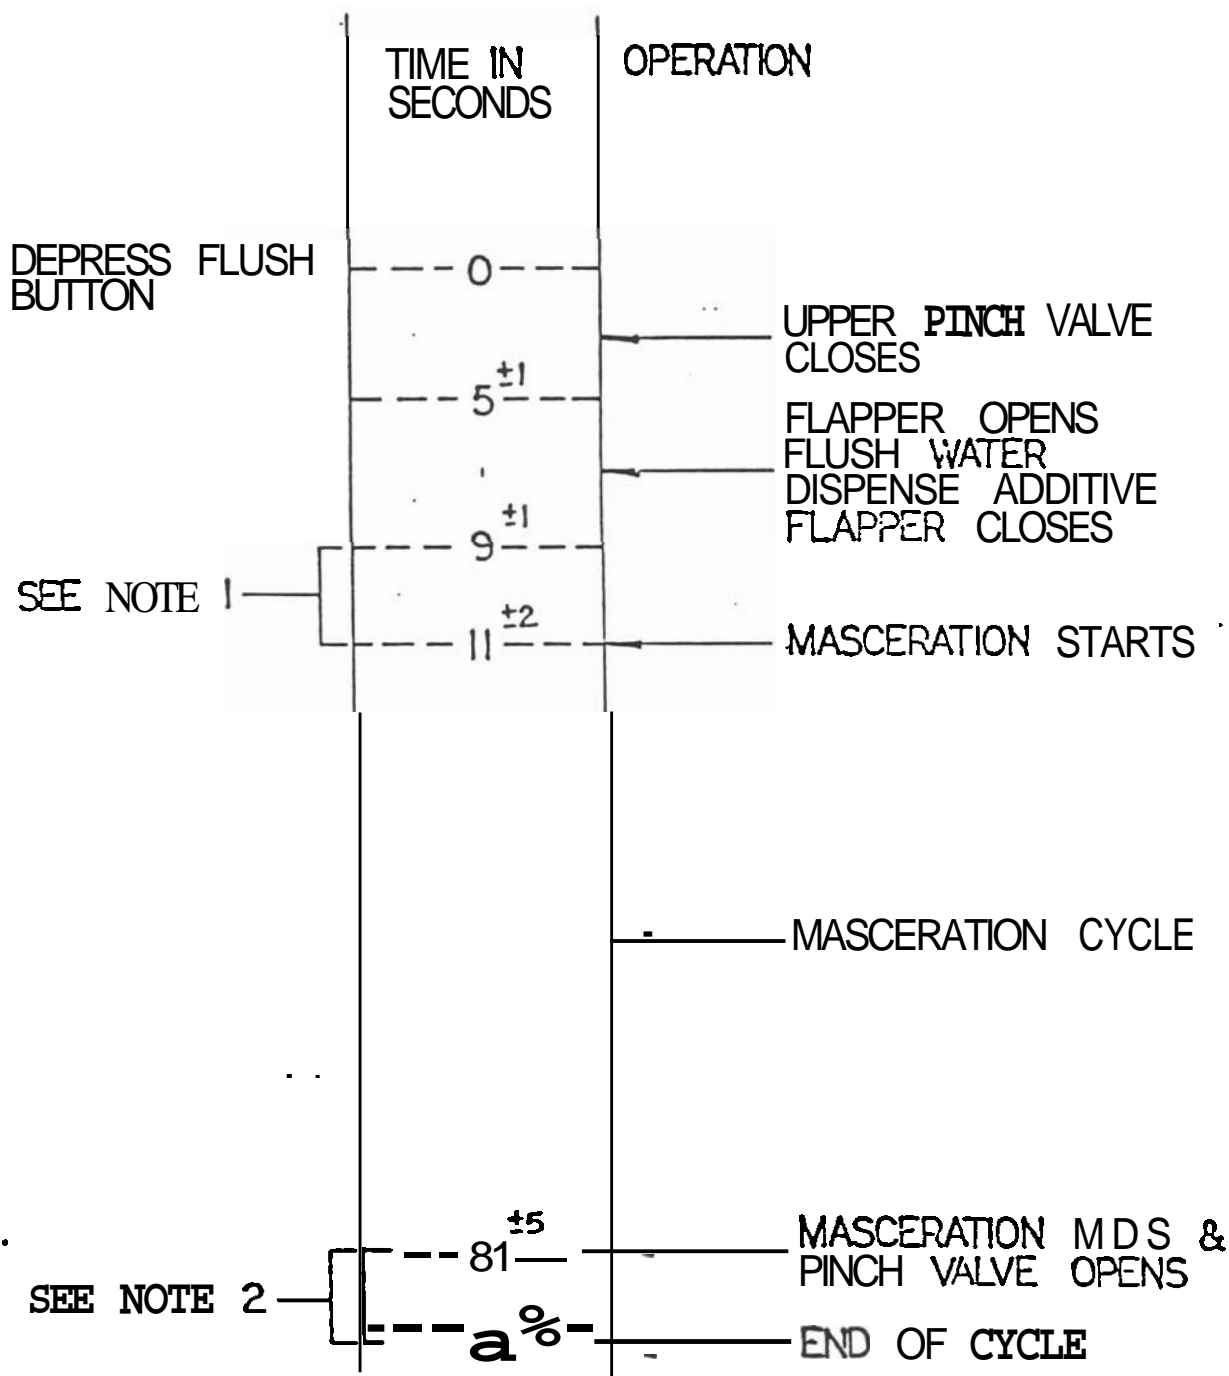 TIME IN
SECONDS
OPERATION
DEPRESS FLUSH
BUTTON
0
UPPER PINCH VALVE
CLOSES
5 ±1
FLAPPER OPENS
FLUSH WATER
DISPENSE ADDITIVE
FLAPPER CLOSES
9 ±1
SEE NOTE 1
11 ±2
MASCERATION STARTS
MASCERATION CYCLE
81 ±5
MASCERATION MDS &
PINCH VALVE OPENS
SEE NOTE 2
a %
END OF CYCLE